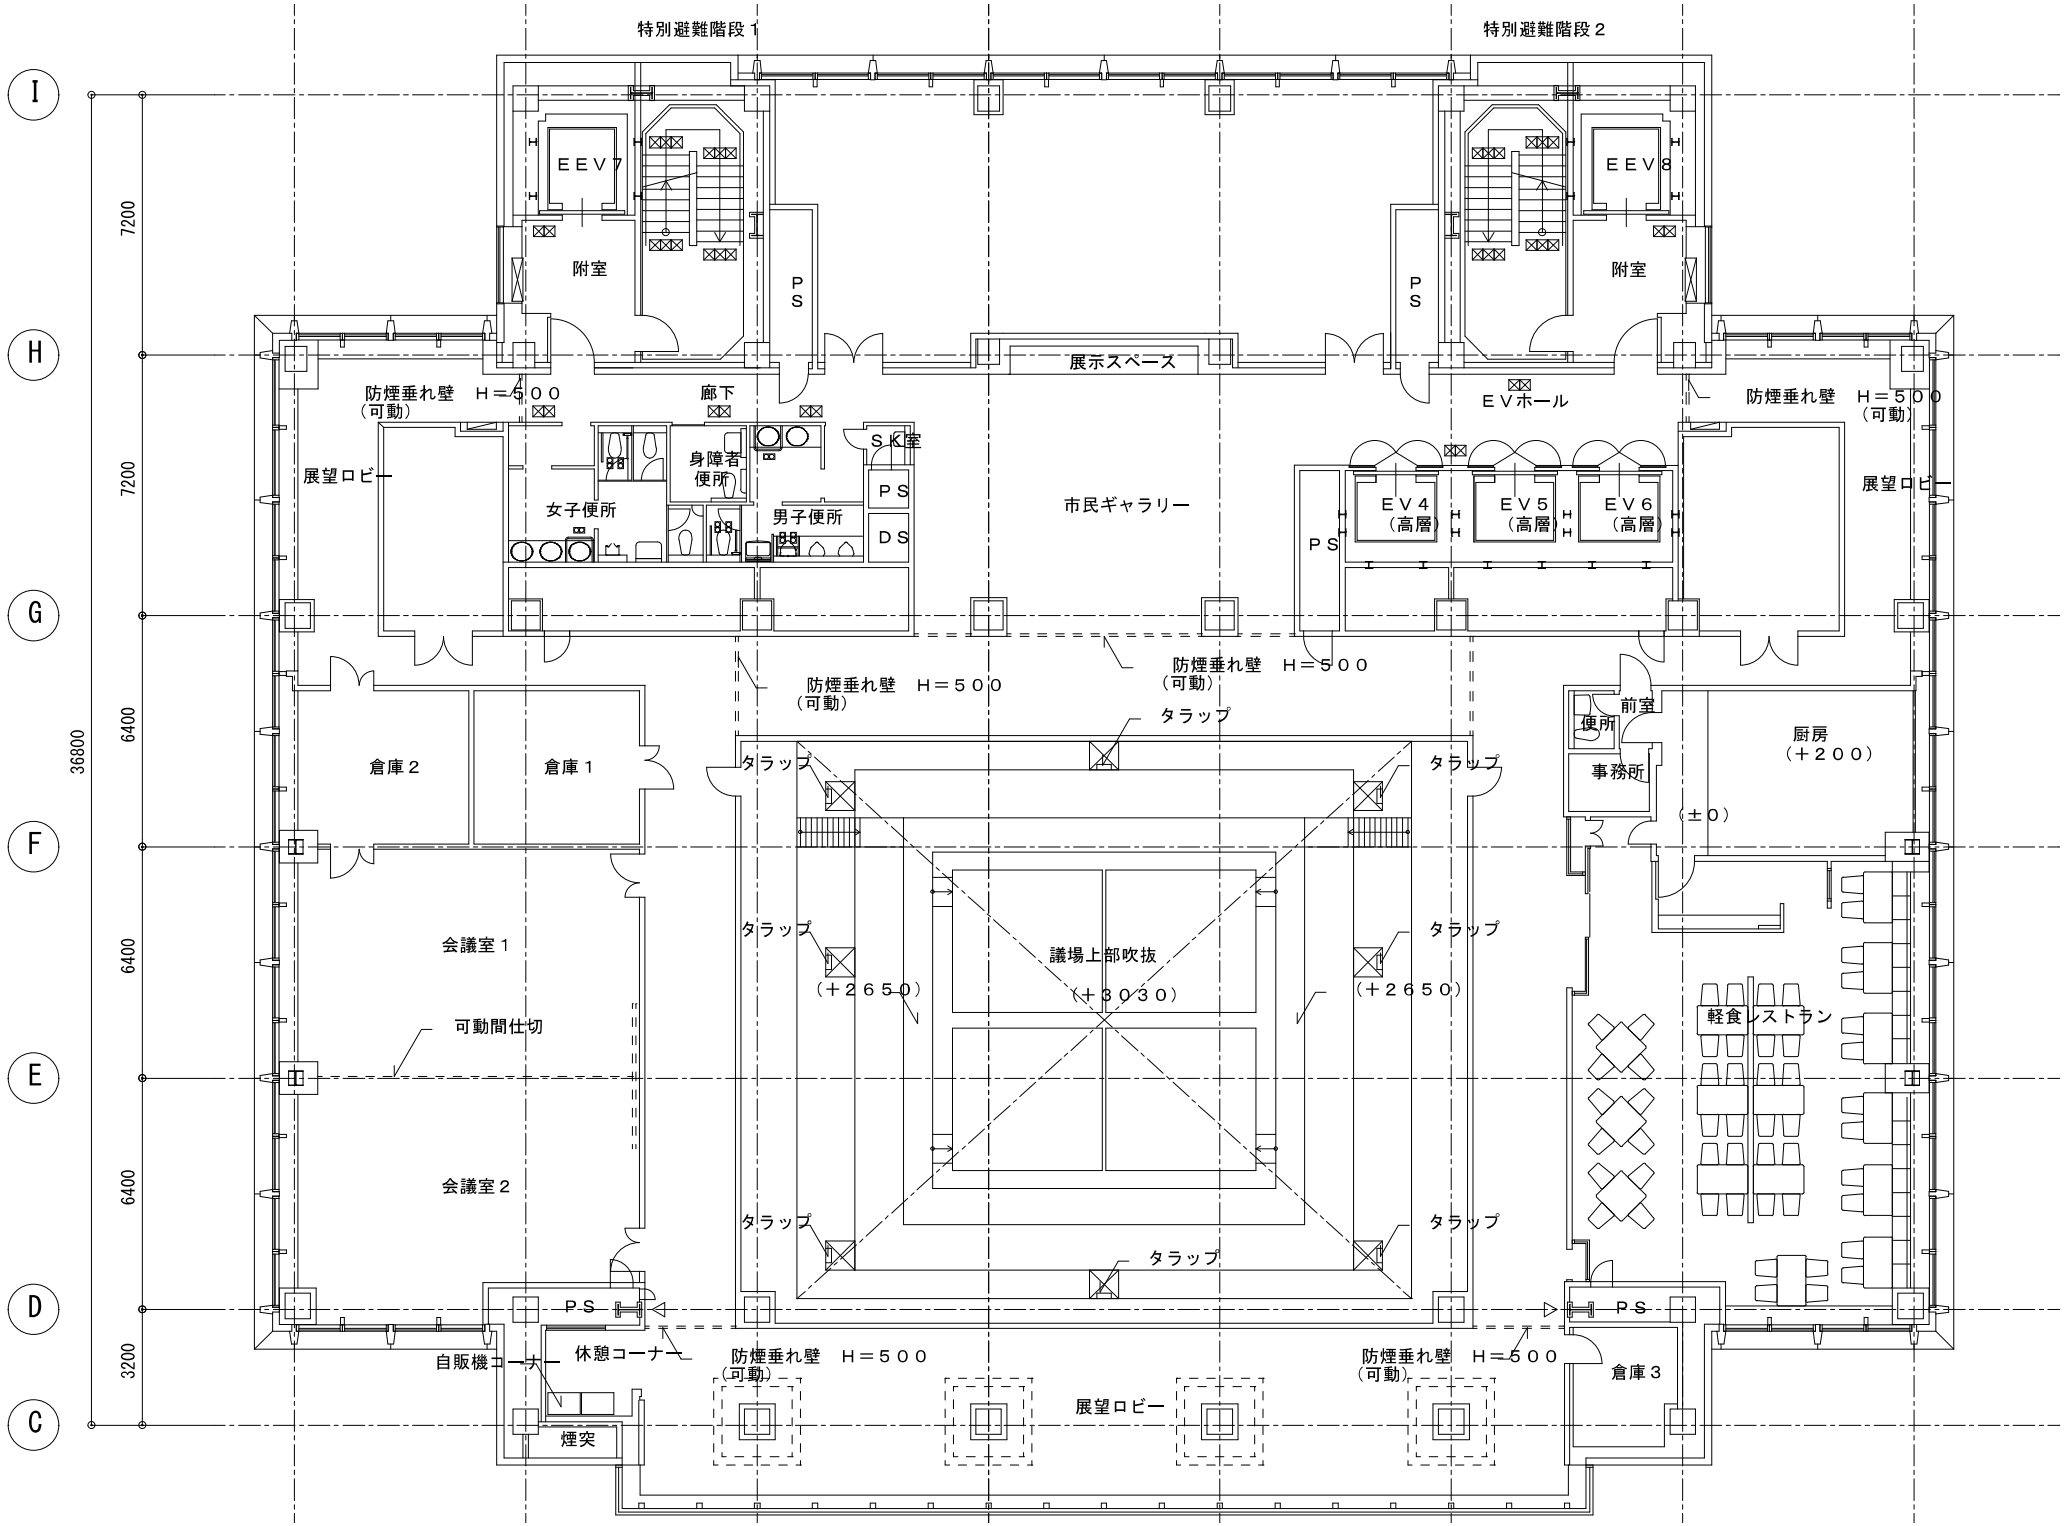 特別避難階段１
特別避難階段２
I
ＥＥＶ７
ＥＥＶ８
7200
附室
附室
ＰＳ
ＰＳ
H
展示スペース
防煙垂れ壁　Ｈ＝５００
（可動）
廊下
ＥＶホール
防煙垂れ壁　Ｈ＝５００
（可動）
ＳＫ室
展望ロビー
身障者
便所
7200
ＰＳ
女子便所
男子便所
ＤＳ
市民ギャラリー
ＥＶ４
（高層）
ＥＶ５
（高層）
ＥＶ６
（高層）
展望ロビー
ＰＳ
G
防煙垂れ壁　Ｈ＝５００
（可動）
防煙垂れ壁　Ｈ＝５００
（可動）
タラップ
前室
便所
6400
36800
倉庫２
倉庫１
タラップ
タラップ
事務所
厨房
（＋２００）
（±０）
F
会議室１
タラップ
タラップ
6400
議場上部吹抜
（＋２６５０）
（＋３０３０）
（＋２６５０）
軽食レストラン
可動間仕切
E
会議室２
6400
タラップ
タラップ
タラップ
D
ＰＳ
ＰＳ
自販機コーナー
休憩コーナー
防煙垂れ壁　Ｈ＝５００
（可動）
防煙垂れ壁　Ｈ＝５００
（可動）
倉庫３
3200
展望ロビー
C
煙突